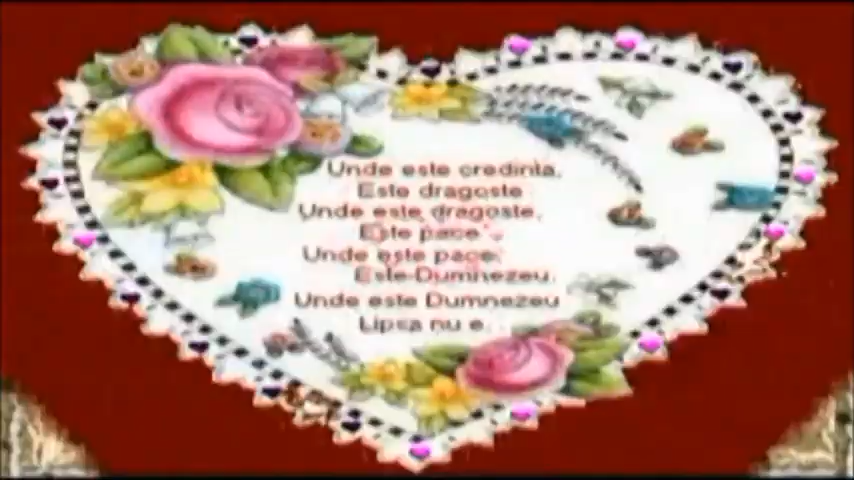 Unde este credinta,
Este dragoste
Unde este dragoste,
Este pace
Unde este pace,
Este Dumnezeu.
Unde este Dumnezeu
Lipsa nu e...